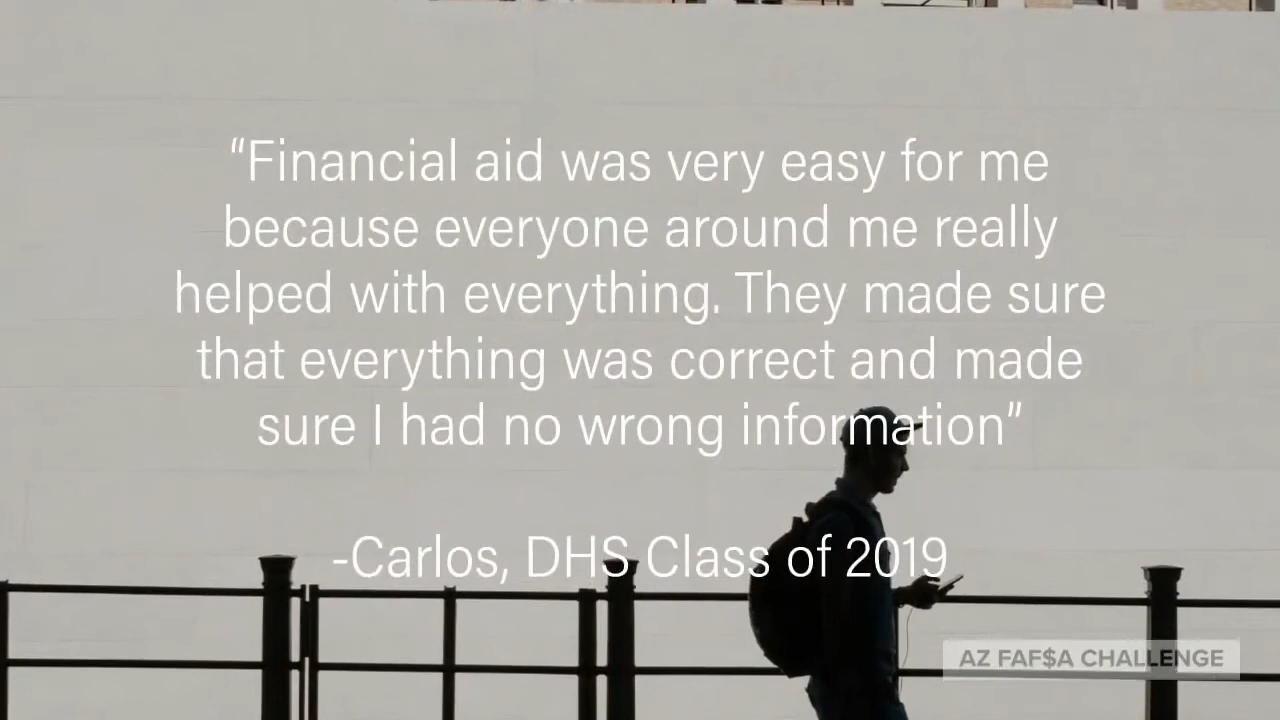 “Financial aid was very easy for me
because everyone around me really
helped with everything. They made sure
that everything was correct and made
sure I had no wrong information”
-Carlos, DHS Class of 2019
AZ FAF$A CHALLENGE